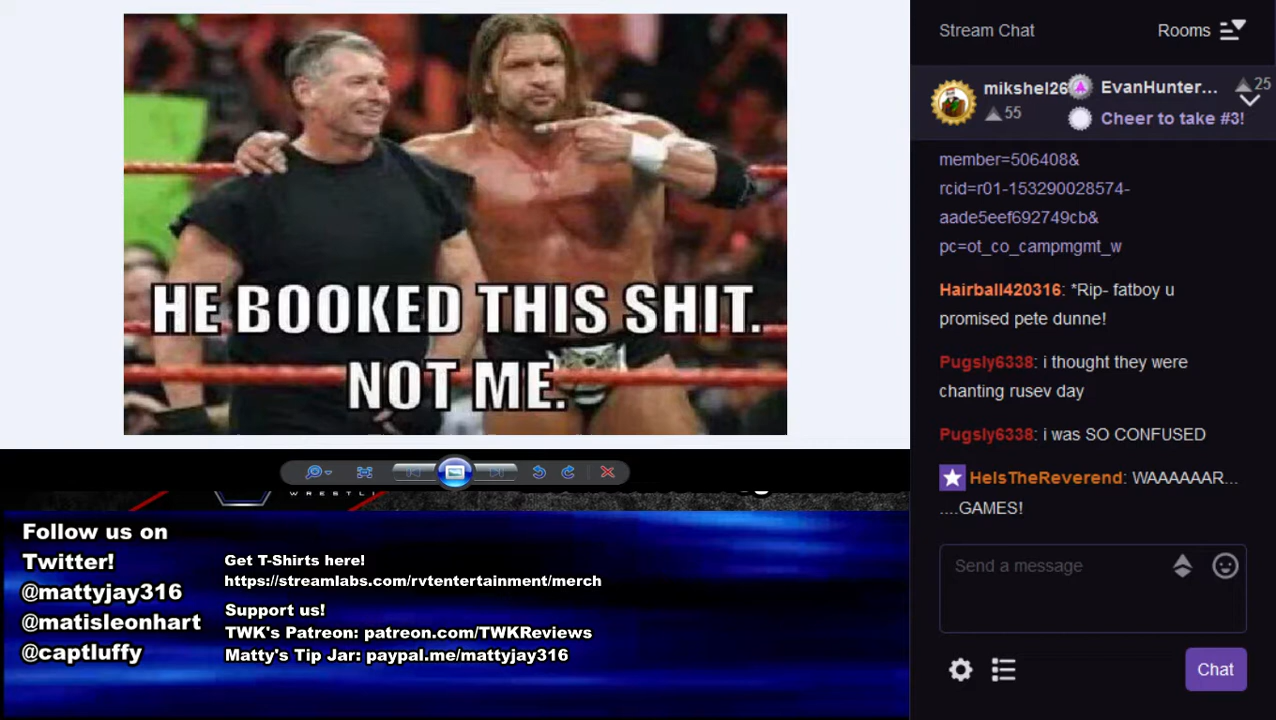 HE BOOKED THIS SHIT.
NOT ME.
Follow us on
Twitter!
@mattyjay316
@matisleonhart
@captluffy
Get T-Shirts here!
https://streamlabs.com/rvtentertainment/merch
Support us!
TWK's Patreon: patreon.com/TWKReviews
Matty's Tip Jar: paypal.me/mattyjay316
Stream Chat
Rooms
mikshel26
55
EvanHunter...
25
Cheer to take #3!
member=506408&
rcid=r01-153290028574-
aade5eef692749cb&
pc=ot_co_campmgmt_w
Hairball420316: *Rip- fatboy u
promised pete dunne!
Pugsly6338: i thought they were
chanting rusev day
Pugsly6338: i was SO CONFUSED
HeIsTheReverend: WAAAAAAR...
....GAMES!
Send a message
Chat